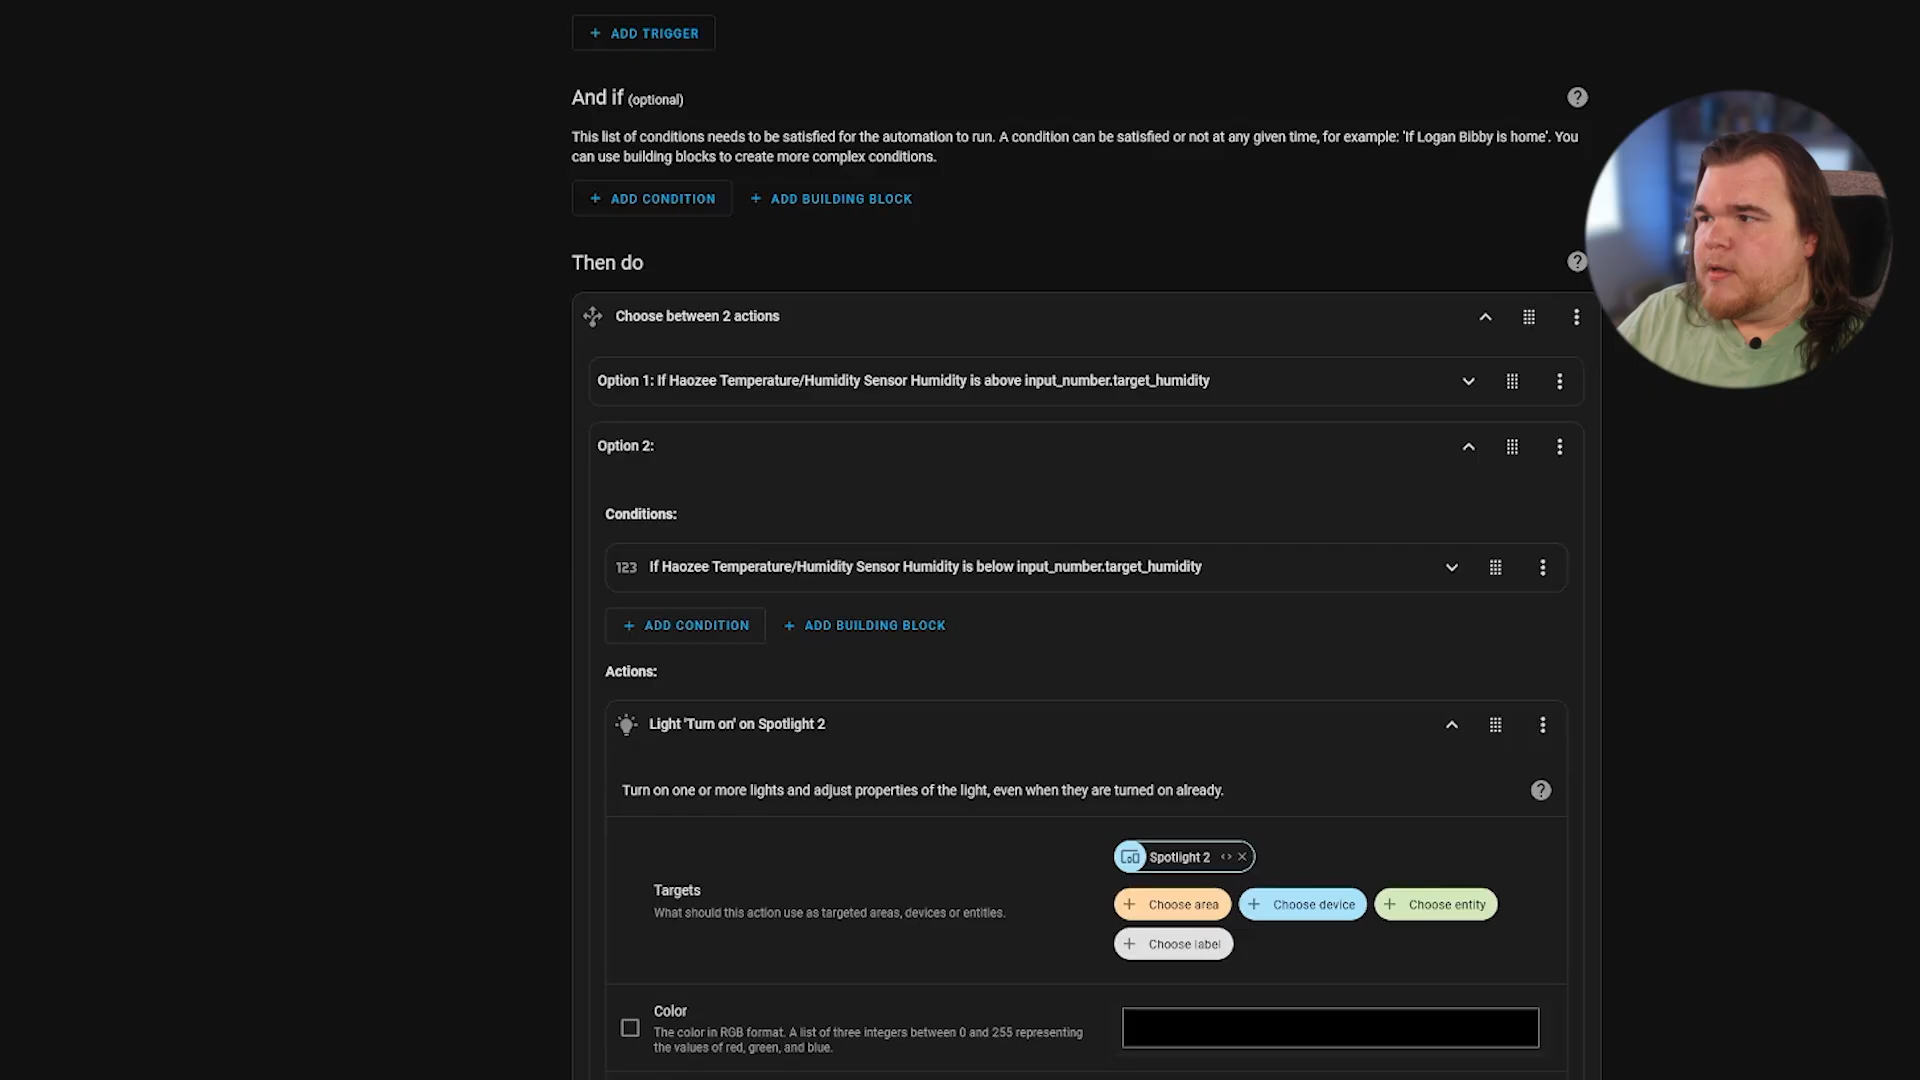 + ADD TRIGGER
And if (optional)
This list of conditions needs to be satisfied for the automation to run. A condition can be satisfied or not at any given time, for example: 'If Logan Bibby is home'. You
can use building blocks to create more complex conditions.
+ ADD CONDITION + ADD BUILDING BLOCK
Then do
Choose between 2 actions
Option 1: If Haozee Temperature/Humidity Sensor Humidity is above input_number.target_humidity
Option 2:
Conditions:
123 If Haozee Temperature/Humidity Sensor Humidity is below input_number.target_humidity
+ ADD CONDITION + ADD BUILDING BLOCK
Actions:
Light 'Turn on' on Spotlight 2
Turn on one or more lights and adjust properties of the light, even when they are turned on already.
Spotlight 2
Targets
What should this action use as targeted areas, devices or entities.
+ Choose area + Choose device + Choose entity
+ Choose label
Color
The color in RGB format. A list of three integers between 0 and 255 representing
the values of red, green, and blue.